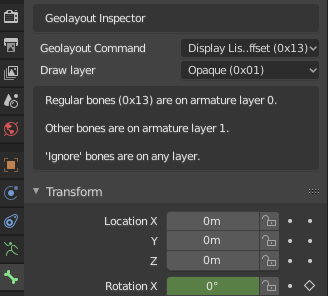 Geolayout Inspector
Geolayout Command Display Lis..ffset (0x13)
Draw layer Opaque (0x01)
Regular bones (0x13) are on armature layer 0.
Other bones are on armature layer 1.
'Ignore' bones are on any layer.
Transform
Location X 0m
Y 0m
Z 0m
Rotation X 0°